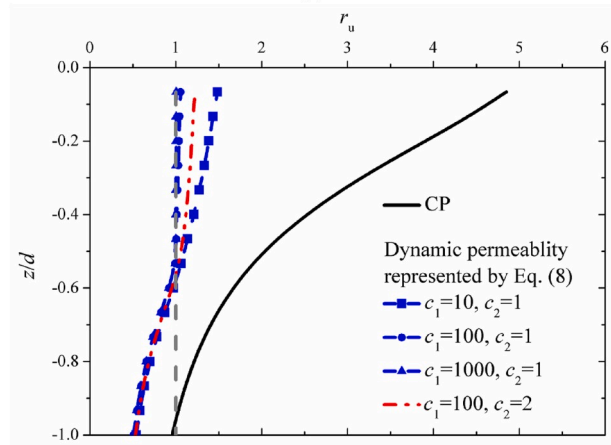 r_u
0 1 2 3 4 5 6
0.0
-0.2
-0.4
-0.6
-0.8
-1.0
z/d
CP
Dynamic permeablity
represented by Eq. (8)
c_1=10, c_2=1
c_1=100, c_2=1
c_1=1000, c_2=1
c_1=100, c_2=2